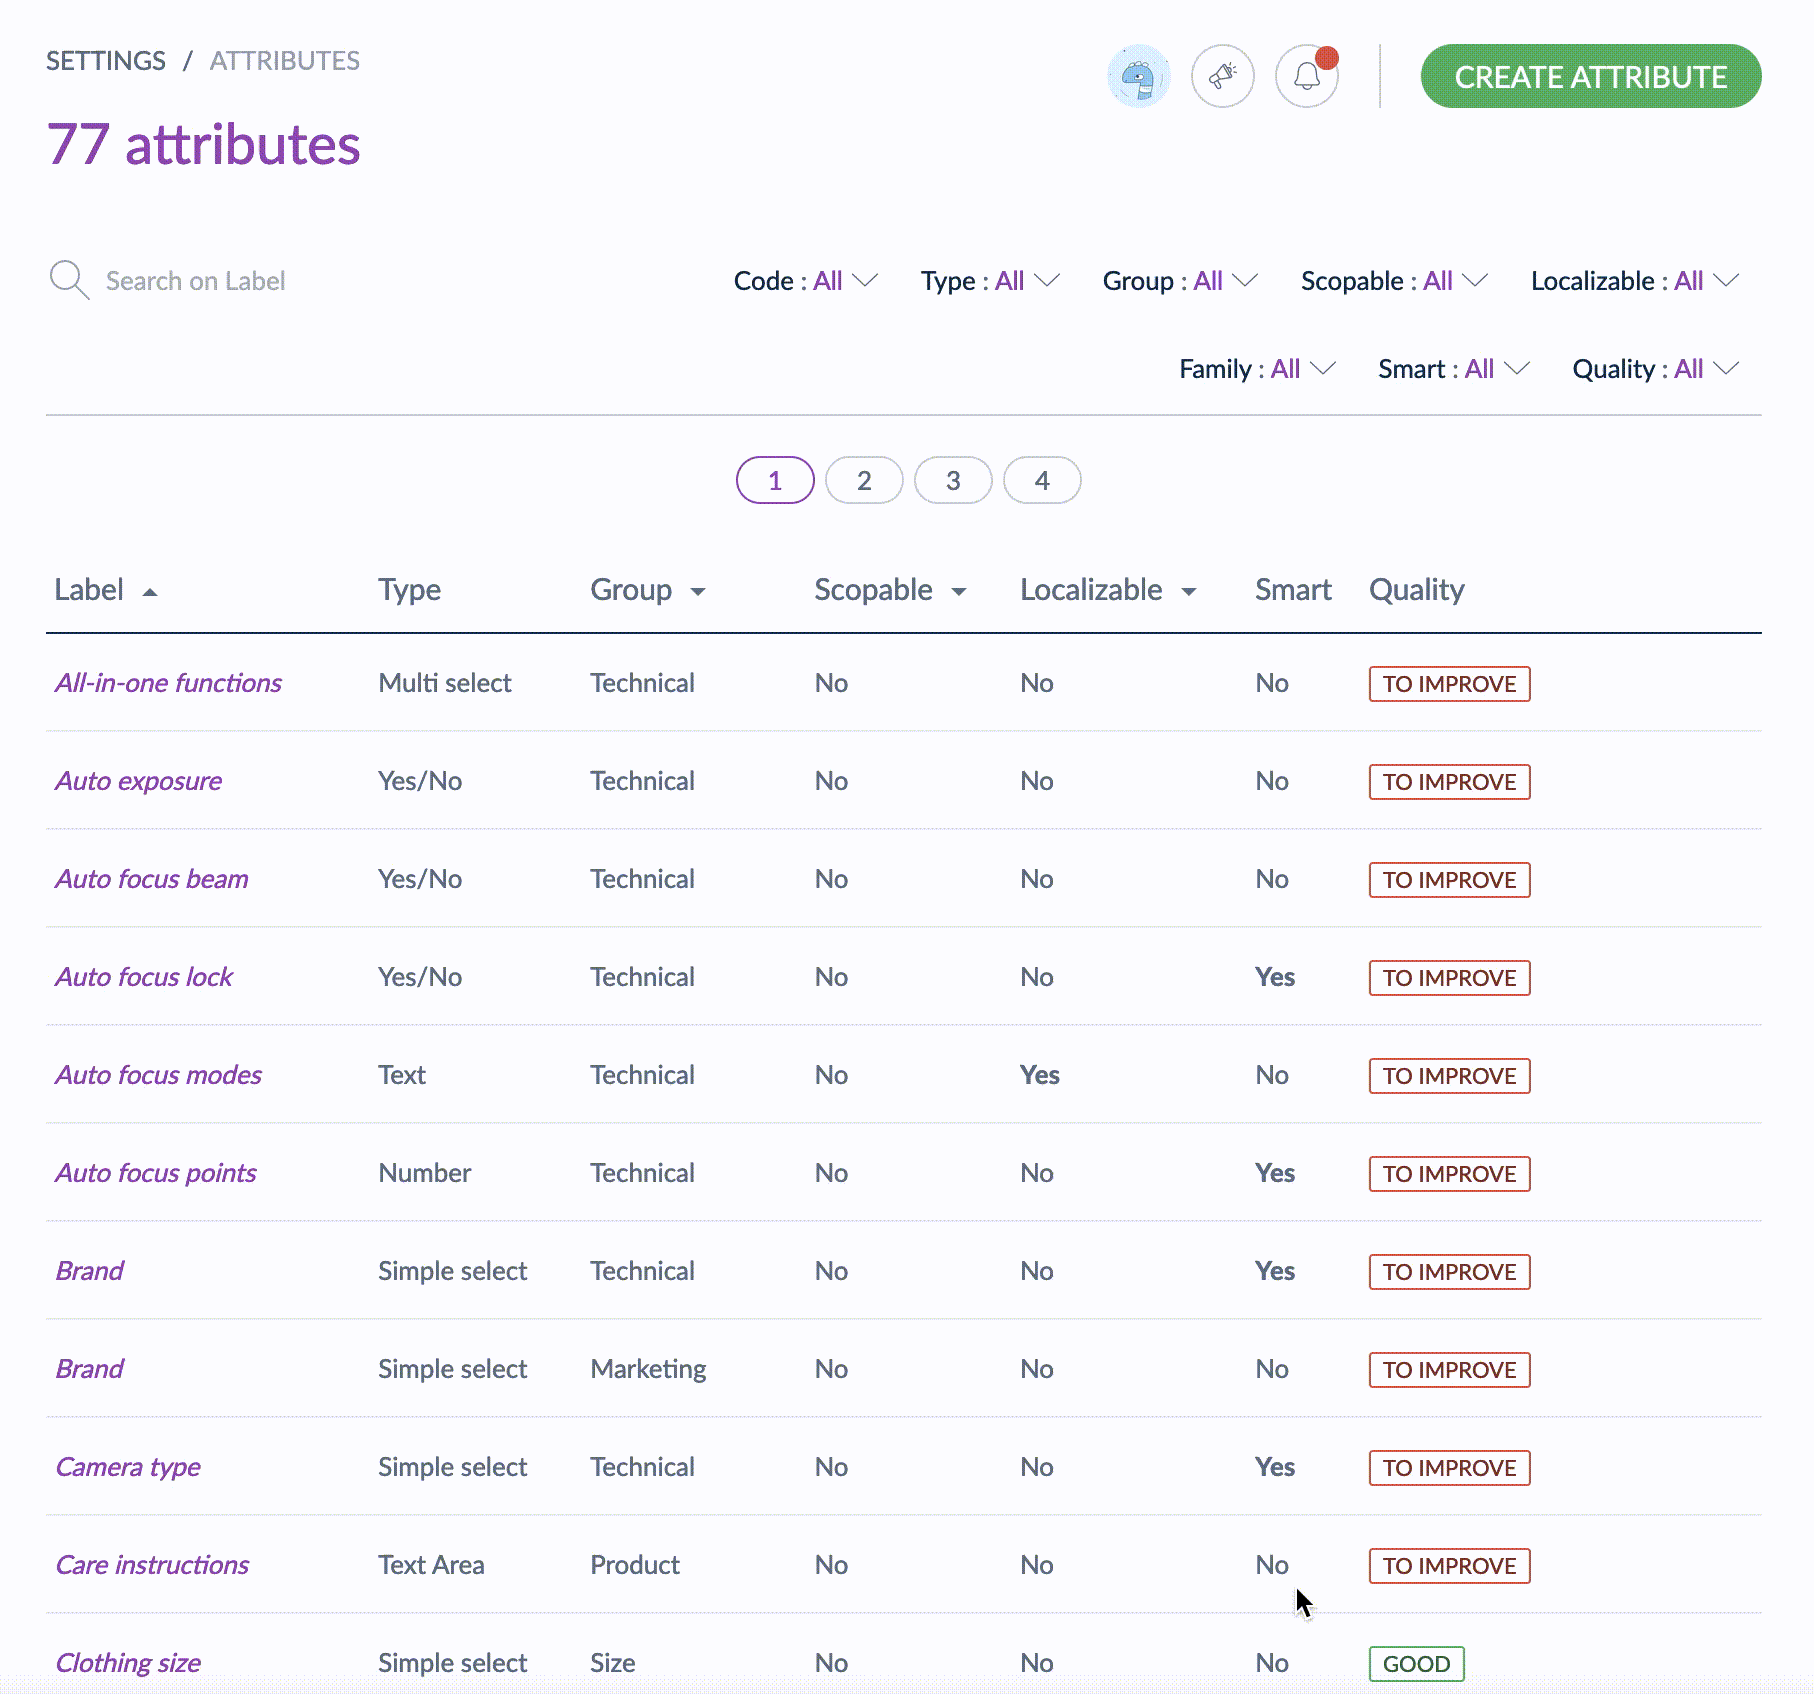 SETTINGS / ATTRIBUTES
CREATE ATTRIBUTE
77 attributes
Search on Label
Code : All Type : All Group : All Scopable : All Localizable : All
Family : All Smart : All Quality : All
1 2 3 4
Label Type Group Scopable Localizable Smart Quality
All-in-one functions Multi select Technical No No No TO IMPROVE
Auto exposure Yes/No Technical No No No TO IMPROVE
Auto focus beam Yes/No Technical No No No TO IMPROVE
Auto focus lock Yes/No Technical No No Yes TO IMPROVE
Auto focus modes Text Technical No Yes No TO IMPROVE
Auto focus points Number Technical No No Yes TO IMPROVE
Brand Simple select Technical No No Yes TO IMPROVE
Brand Simple select Marketing No No No TO IMPROVE
Camera type Simple select Technical No No Yes TO IMPROVE
Care instructions Text Area Product No No No TO IMPROVE
Clothing size Simple select Size No No No GOOD